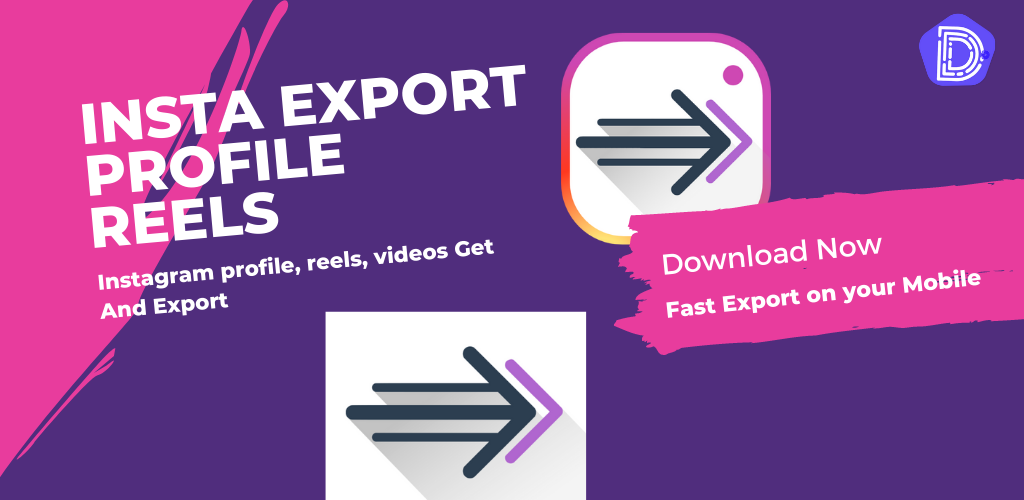 INSTA EXPORT
PROFILE
REELS
Instagram profile, reels, videos Get
And Export
D
Download Now
Fast Export on your Mobile